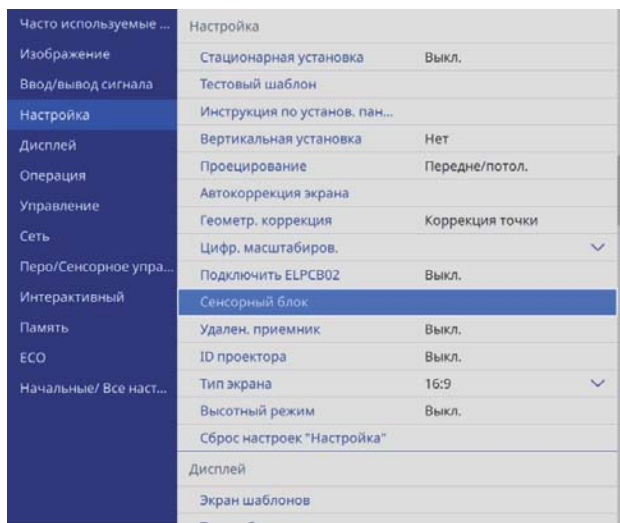 Часто используемые ...
Изображение
Ввод/вывод сигнала
Настройка
Дисплей
Операция
Управление
Сеть
Перо/Сенсорное упра...
Интерактивный
Память
ECO
Начальные/ Все наст...
Настройка
Стационарная установка Выкл.
Тестовый шаблон
Инструкция по установ. пан...
Вертикальная установка Нет
Проецирование Передне/потол.
Автокоррекция экрана
Геометр. коррекция Коррекция точки
Цифр. масштабиров.
Подключить ELPCB02 Выкл.
Сенсорный блок
Удален. приемник Выкл.
ID проектора Выкл.
Тип экрана 16:9
Высотный режим Выкл.
Сброс настроек "Настройка"
Дисплей
Экран шаблонов